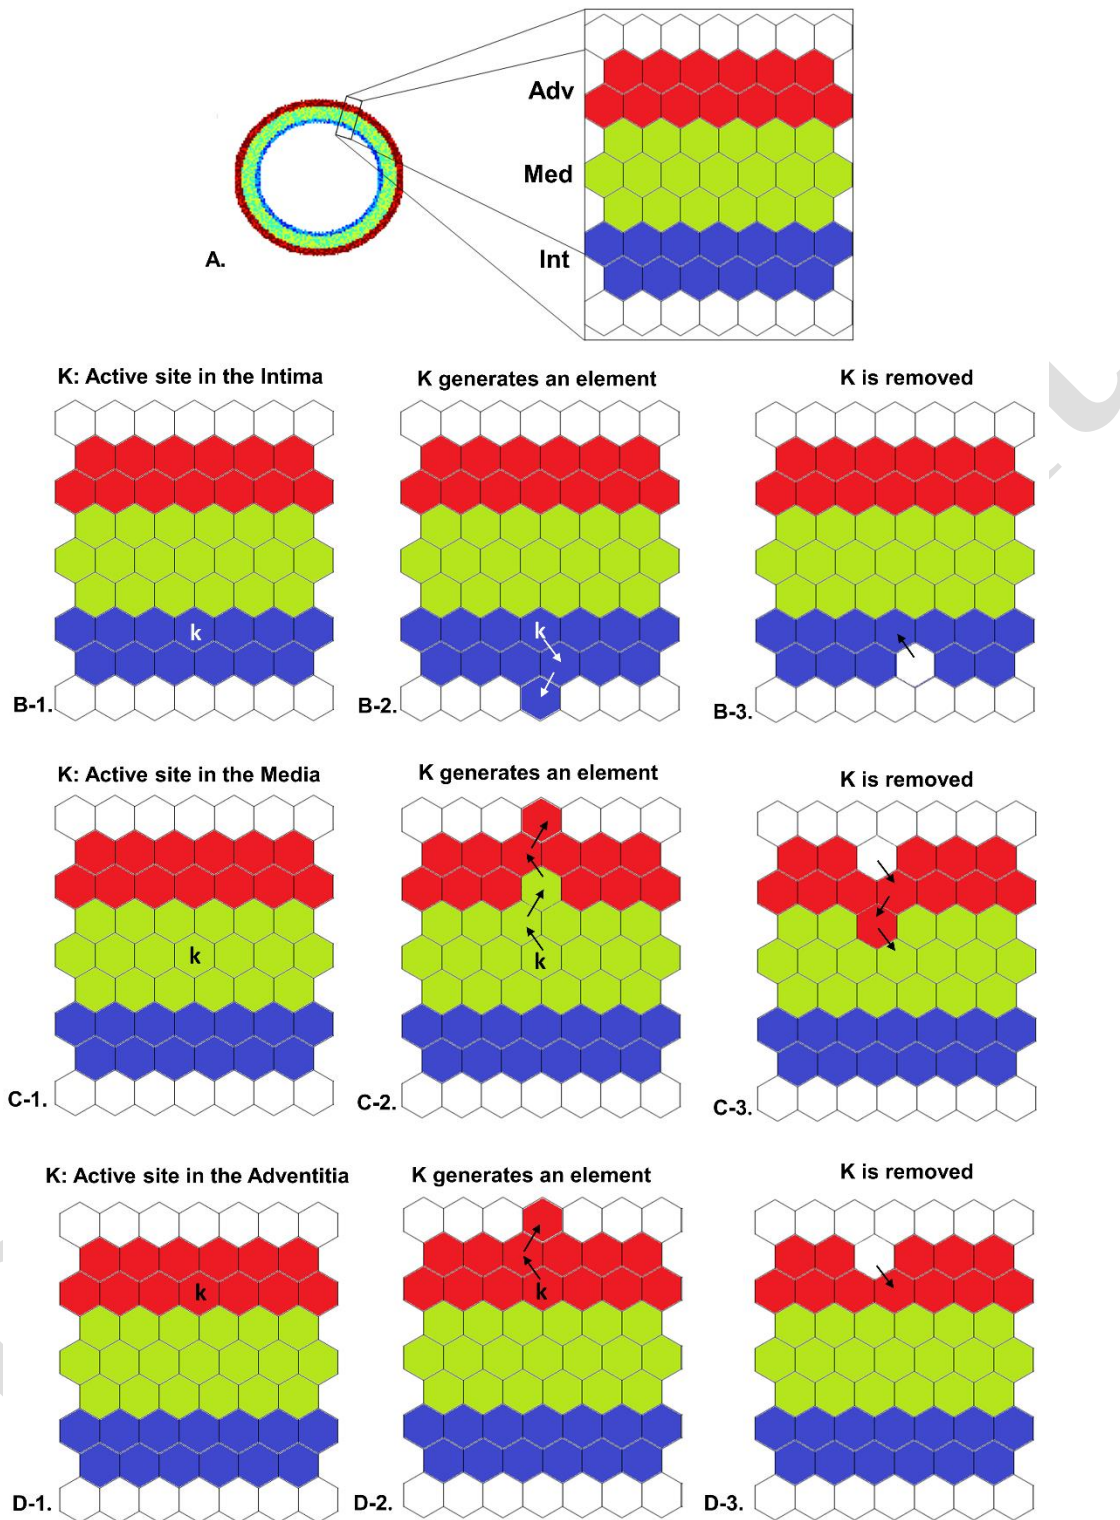 Adv
Med
Int
A.
K: Active site in the Intima
K generates an element
K is removed
k
k
B-1.
B-2.
B-3.
K: Active site in the Media
K generates an element
K is removed
k
k
C-1.
C-2.
C-3.
K: Active site in the Adventitia
K generates an element
K is removed
k
k
D-1.
D-2.
D-3.